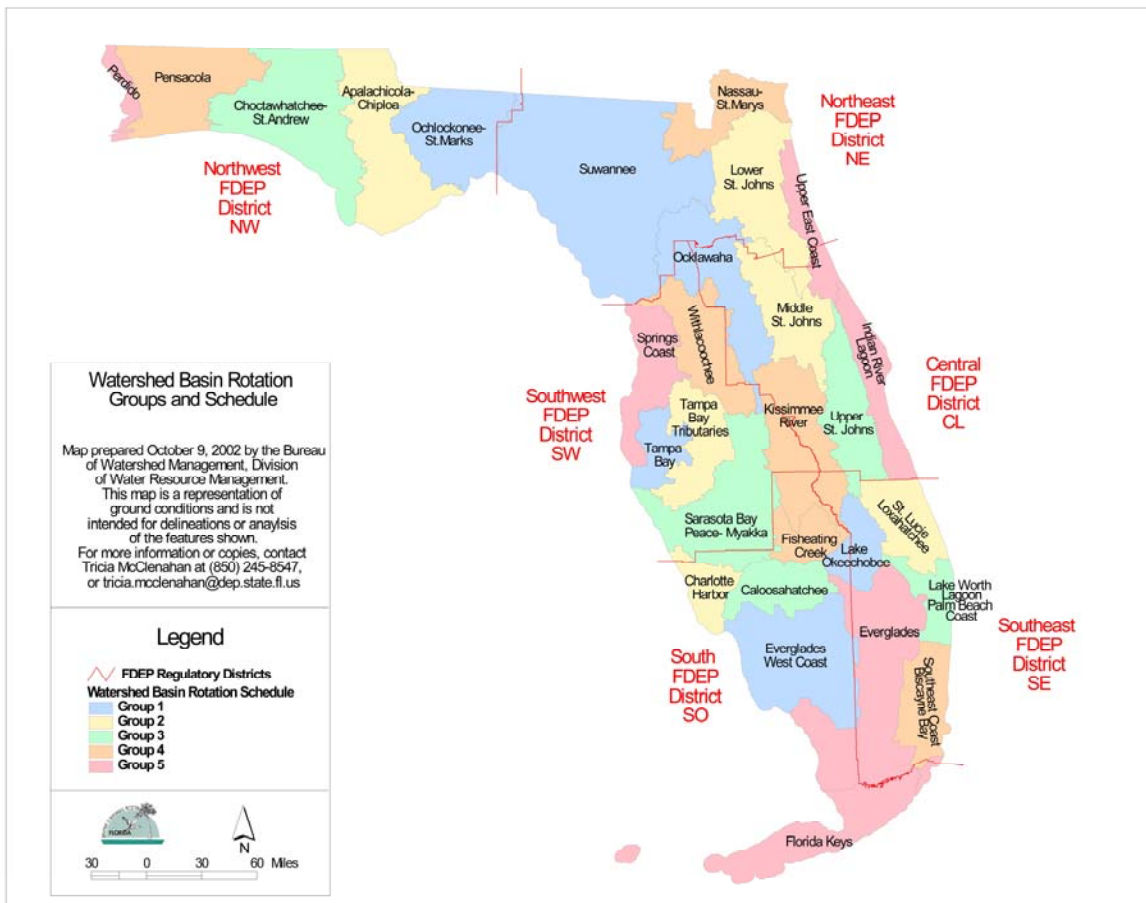 Perdido
Pensacola
Choctawhatchee-
St. Andrew
Apalachicola-
Chiploa
Ochlockonee-
St. Marks
Suwannee
Nassau-
St. Marys
Northeast
FDEP
District
NE
Northwest
FDEP
District
NW
Lower
St. Johns
Upper East Coast
Ocklawaha
Middle
St. Johns
Withlacoochee
Springs
Coast
Indian River
Lagoon
Central
FDEP
District
CL
Southwest
FDEP
District
SW
Tampa
Bay
Tributaries
Tampa
Bay
Kissimmee
River
Upper
St. Johns
Sarasota Bay
Peace- Myakka
Fisheating
Creek
Lake
Okeechobee
St. Lucie
Loxahatchee
Charlotte
Harbor
Caloosahatchee
Lake Worth
Lagoon
Palm Beach
Coast
Everglades
Everglades
West Coast
Southeast Coast
Biscayne Bay
Southeast
FDEP
District
SE
South
FDEP
District
SO
Florida Keys
Watershed Basin Rotation
Groups and Schedule
Map prepared October 9, 2002 by the Bureau
of Watershed Management, Division
of Water Resource Management.
This map is a representation of
ground conditions and is not
intended for delineations or anaylsis
of the features shown.
For more information or copies, contact
Tricia McClenahan at (850) 245-8547,
or tricia.mcclenahan@dep.state.fl.us
Legend
FDEP Regulatory Districts
Watershed Basin Rotation Schedule
Group 1
Group 2
Group 3
Group 4
Group 5
FLORIDA
N
30 0 30 60 Miles